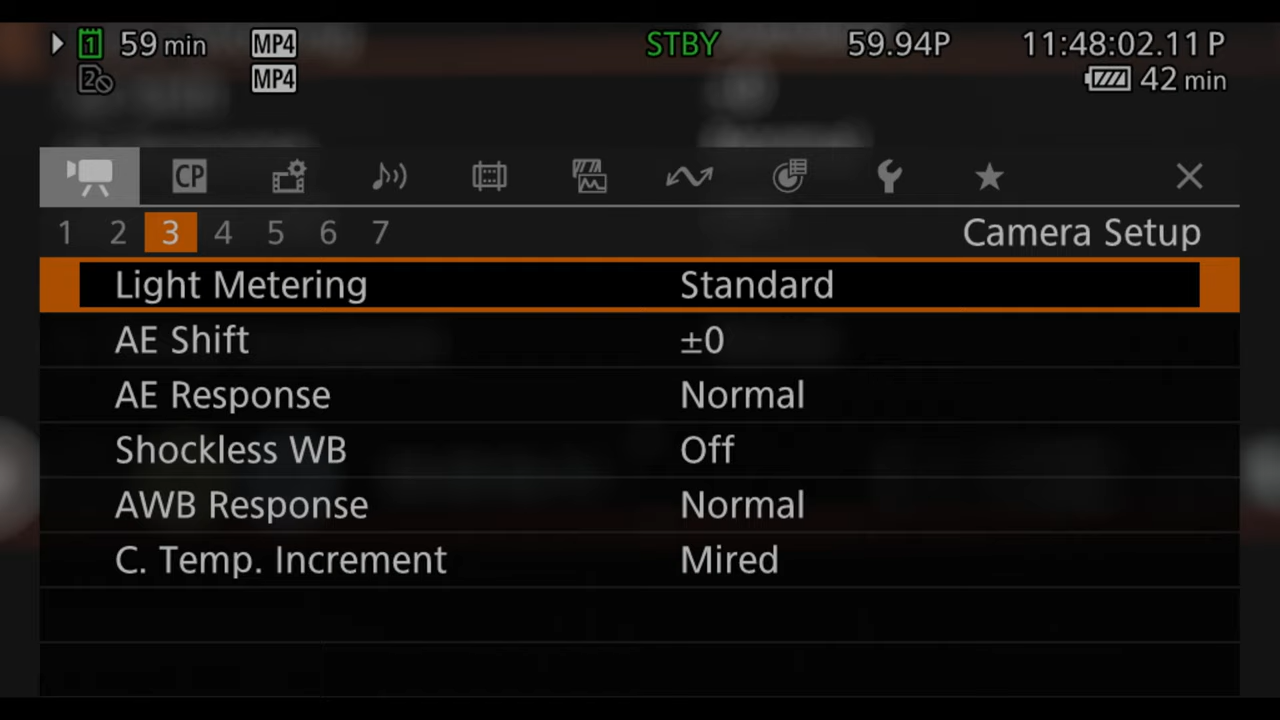 1 59 min MP4 STBY 59.94P 11:48:02.11 P
2 MP4 42 min
CP
1 2 3 4 5 6 7 Camera Setup
Light Metering Standard
AE Shift ±0
AE Response Normal
Shockless WB Off
AWB Response Normal
C. Temp. Increment Mired